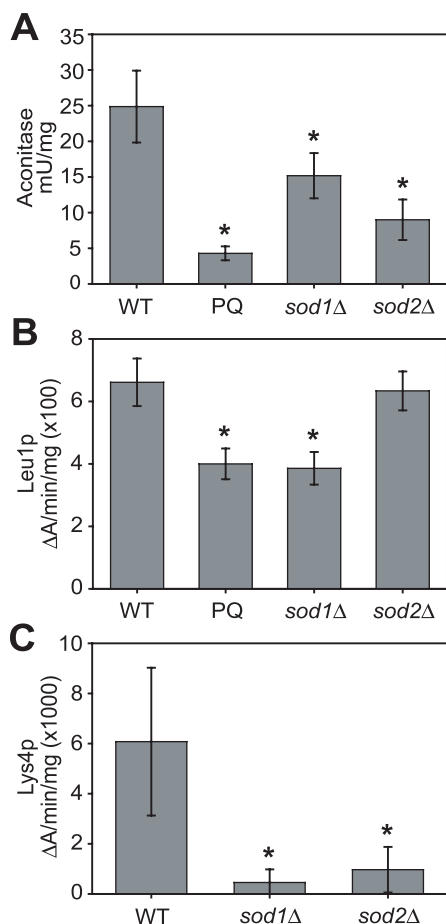 A
Aconitase
mU/mg
35
30
25
20
15
10
5
0
*
*
*
WT PQ sod1Δ sod2Δ
B
Leu1p
ΔA/min/mg (x100)
8
6
4
2
0
*
*
WT PQ sod1Δ sod2Δ
C
Lys4p
ΔA/min/mg (x1000)
10
8
6
4
2
0
*
*
WT sod1Δ sod2Δ